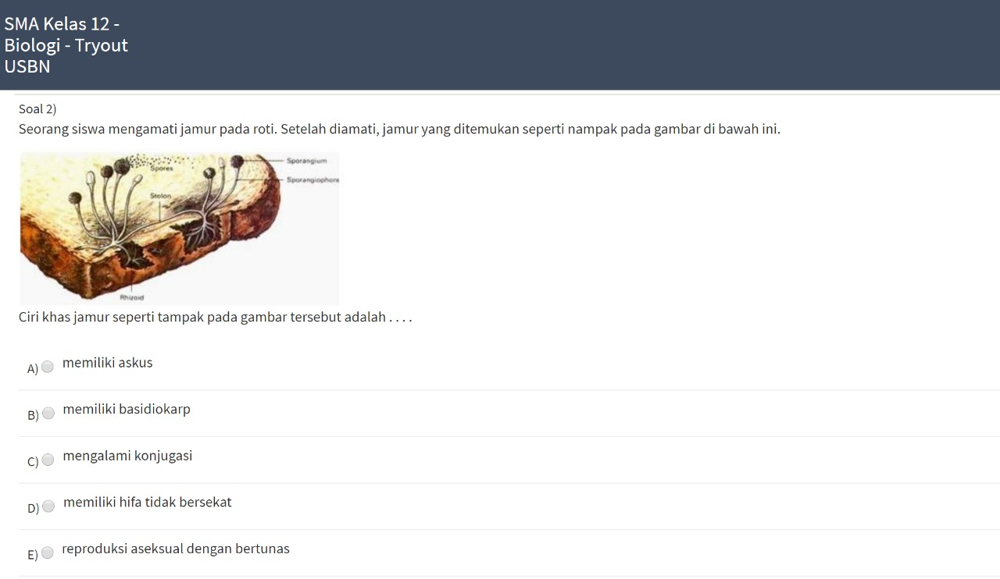 SMA Kelas 12 -
Biologi - Tryout
USBN
Soal 2)
Seorang siswa mengamati jamur pada roti. Setelah diamati, jamur yang ditemukan seperti nampak pada gambar di bawah ini.
Spores
Sporangium
Sporangiophore
Stolon
Rhizoid
Ciri khas jamur seperti tampak pada gambar tersebut adalah . . . .
A) memiliki askus
B) memiliki basidiokarp
C) mengalami konjugasi
D) memiliki hifa tidak bersekat
E) reproduksi aseksual dengan bertunas